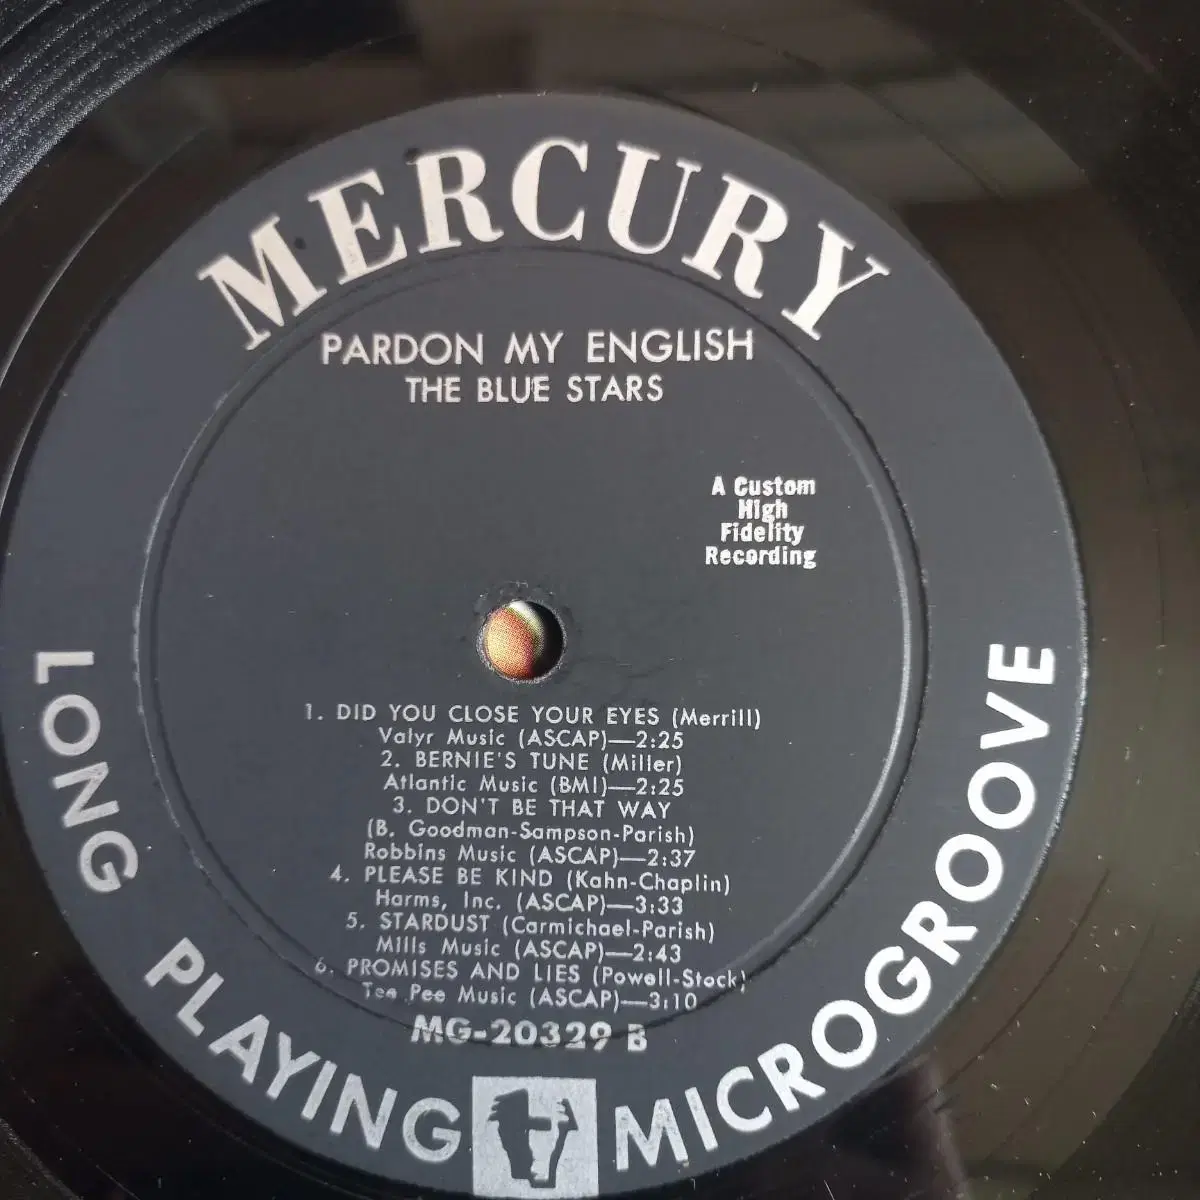 MERCURY
PARDON MY ENGLISH
THE BLUE STARS
A Custom
High
Fidelity
Recording
1. DID YOU CLOSE YOUR EYES (Merrill)
Valyr Music (ASCAP)—2:25
2. BERNIE'S TUNE (Miller)
Atlantic Music (BMI)—2:25
3. DON'T BE THAT WAY
(B. Goodman-Sampson-Parish)
Robbins Music (ASCAP)—2:37
4. PLEASE BE KIND (Kahn-Chaplin)
Harms, Inc. (ASCAP)—3:33
5. STARDUST (Carmichael-Parish)
Mills Music (ASCAP)—2:43
6. PROMISES AND LIES (Powell-Stock)
Tee Pee Music (ASCAP)—3:10
MG-20329 B
LONG PLAYING MICROGROOVE